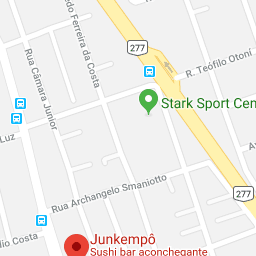 edo Ferreira da Costa
277
R. Teófilo Otoni
Rua Câmara Junior
Stark Sport Cen
Luz
Rua Archangelo Smaniotto
277
io Costa
Junkempô
Sushi bar aconchegante